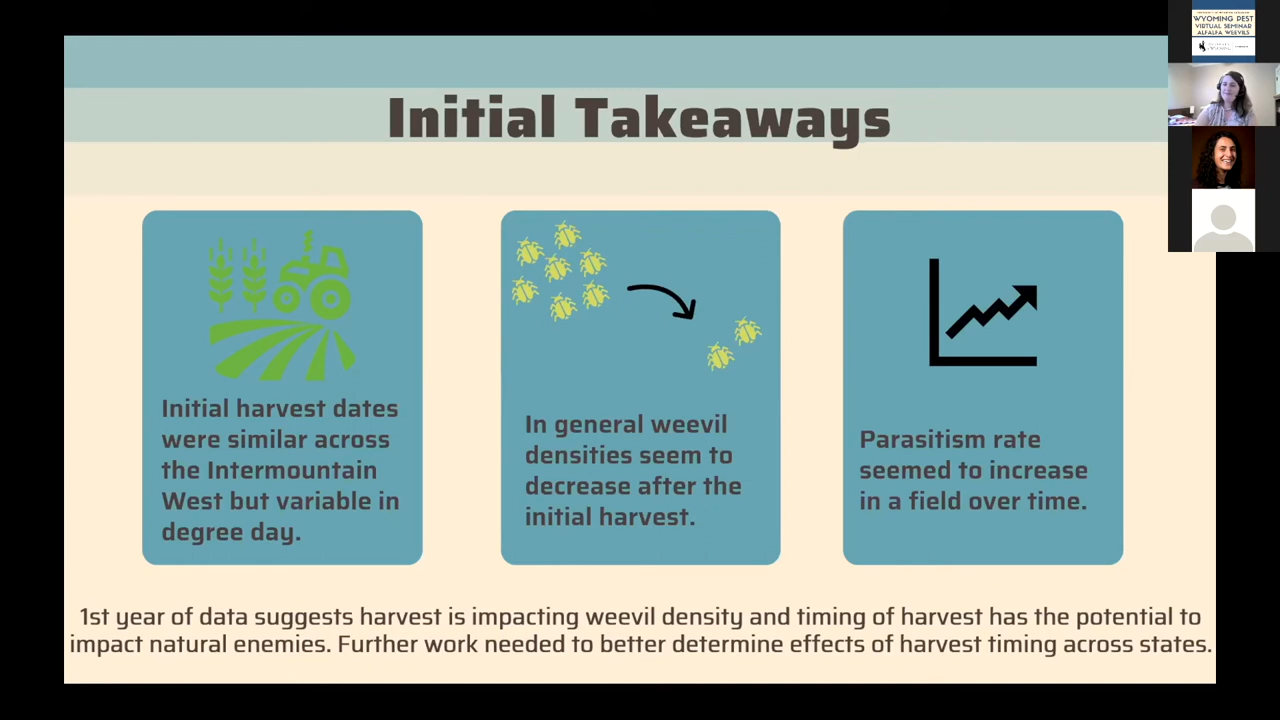 Initial Takeaways
Initial harvest dates
were similar across
the Intermountain
West but variable in
degree day.
In general weevil
densities seem to
decrease after the
initial harvest.
Parasitism rate
seemed to increase
in a field over time.
1st year of data suggests harvest is impacting weevil density and timing of harvest has the potential to
impact natural enemies. Further work needed to better determine effects of harvest timing across states.
WYOMING PEST
VIRTUAL SEMINAR
ALFALFA WEEVILS